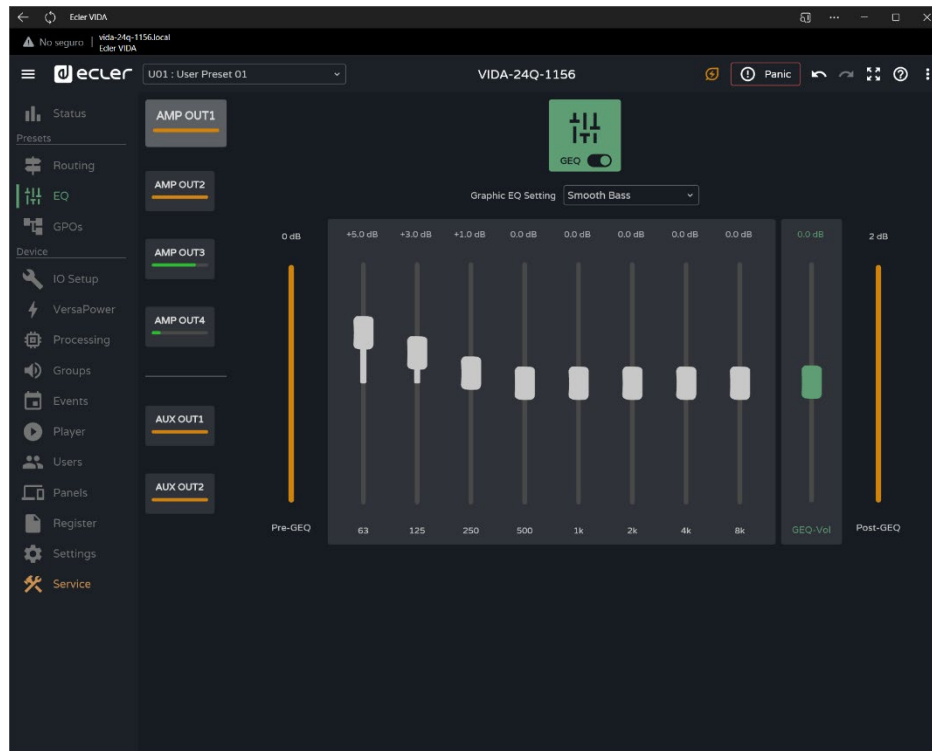 Ecler VIDA
No seguro
vida-24q-1156.local
Ecler VIDA
ecler
U01 : User Preset 01
VIDA-24Q-1156
Panic
Status
Presets
Routing
EQ
GPOs
Device
IO Setup
VersaPower
Processing
Groups
Events
Player
Users
Panels
Register
Settings
Service
AMP OUT1
AMP OUT2
AMP OUT3
AMP OUT4
AUX OUT1
AUX OUT2
GEQ
Graphic EQ Setting Smooth Bass
0 dB +5.0 dB +3.0 dB +1.0 dB 0.0 dB 0.0 dB 0.0 dB 0.0 dB 0.0 dB 0.0 dB 2 dB
Pre-GEQ 63 125 250 500 1k 2k 4k 8k GEQ-Vol Post-GEQ